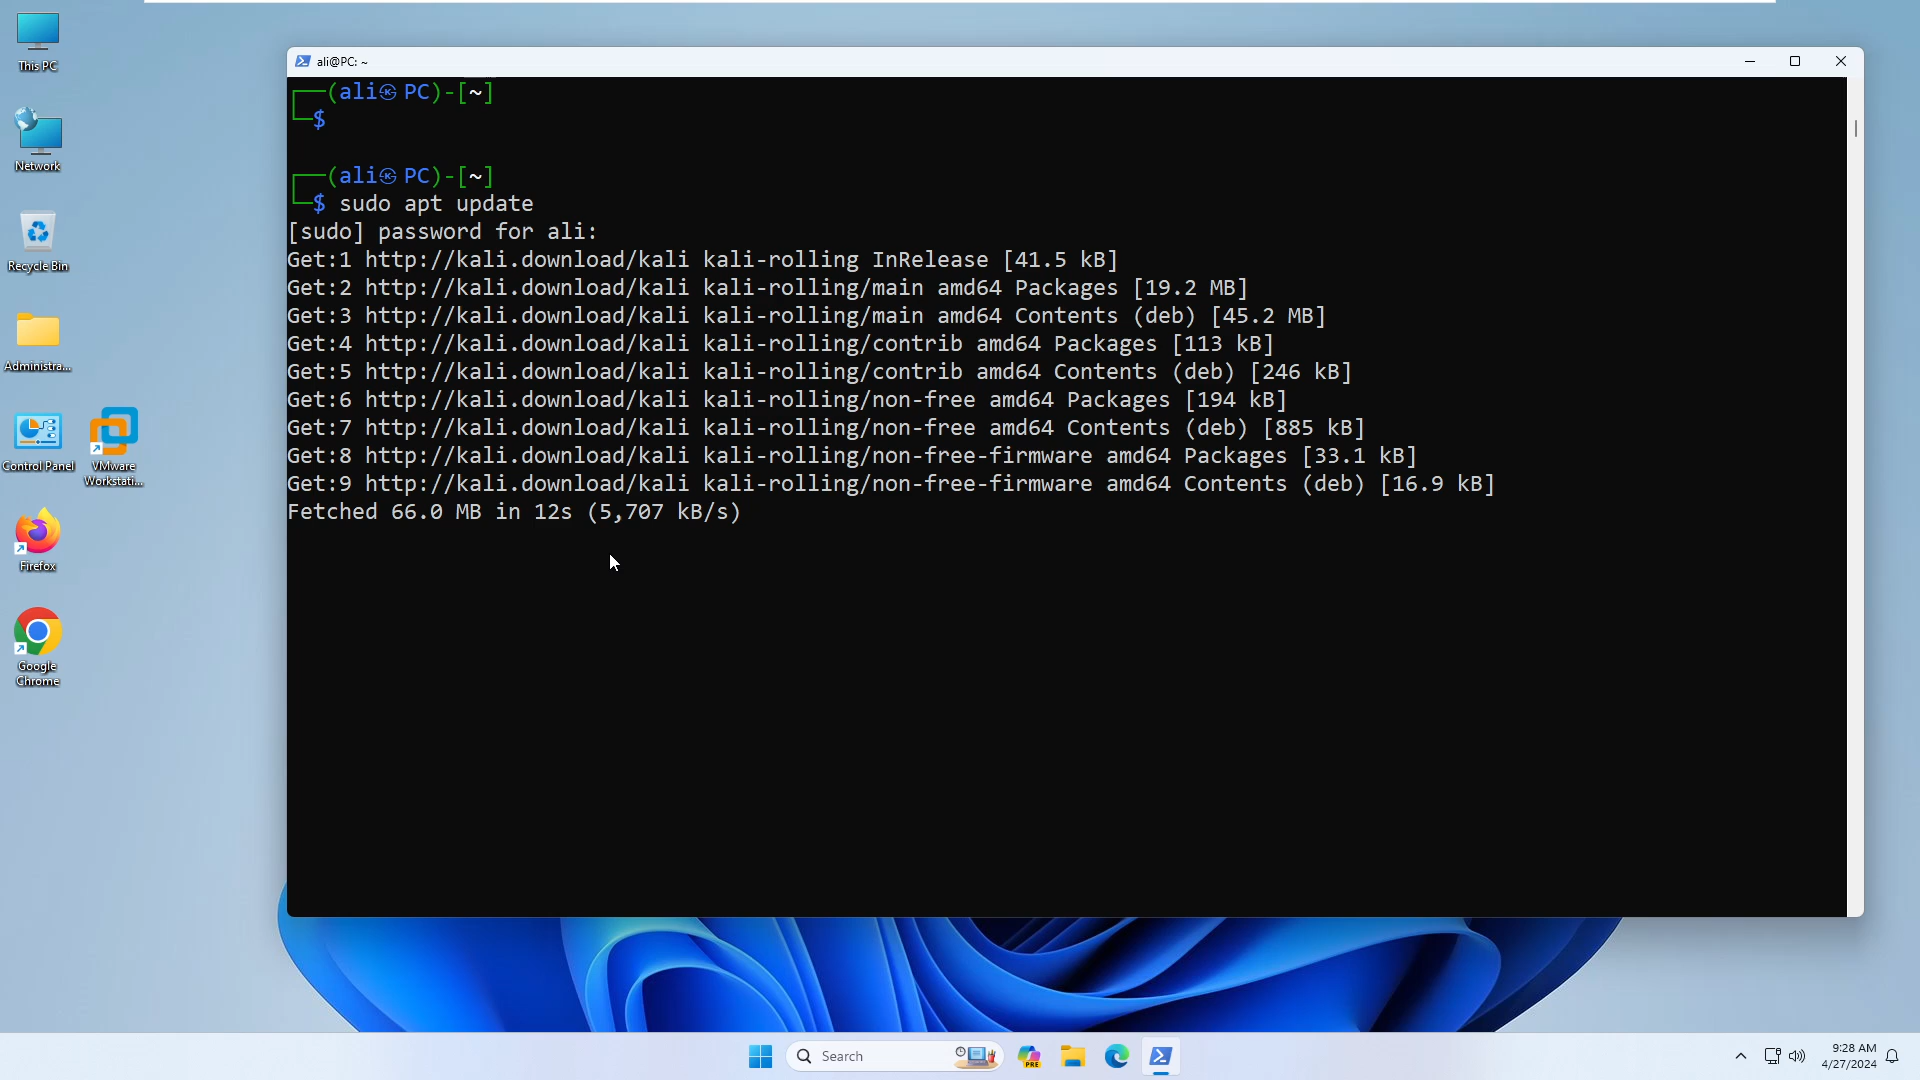 This PC
Network
Recycle Bin
Administra...
Control Panel
VMware
Workstati...
Firefox
Google
Chrome
ali@PC: ~
┌──(ali㉿PC)-[~]
└─$
┌──(ali㉿PC)-[~]
└─$ sudo apt update
[sudo] password for ali:
Get:1 http://kali.download/kali kali-rolling InRelease [41.5 kB]
Get:2 http://kali.download/kali kali-rolling/main amd64 Packages [19.2 MB]
Get:3 http://kali.download/kali kali-rolling/main amd64 Contents (deb) [45.2 MB]
Get:4 http://kali.download/kali kali-rolling/contrib amd64 Packages [113 kB]
Get:5 http://kali.download/kali kali-rolling/contrib amd64 Contents (deb) [246 kB]
Get:6 http://kali.download/kali kali-rolling/non-free amd64 Packages [194 kB]
Get:7 http://kali.download/kali kali-rolling/non-free amd64 Contents (deb) [885 kB]
Get:8 http://kali.download/kali kali-rolling/non-free-firmware amd64 Packages [33.1 kB]
Get:9 http://kali.download/kali kali-rolling/non-free-firmware amd64 Contents (deb) [16.9 kB]
Fetched 66.0 MB in 12s (5,707 kB/s)
Search
PRE
9:28 AM
4/27/2024